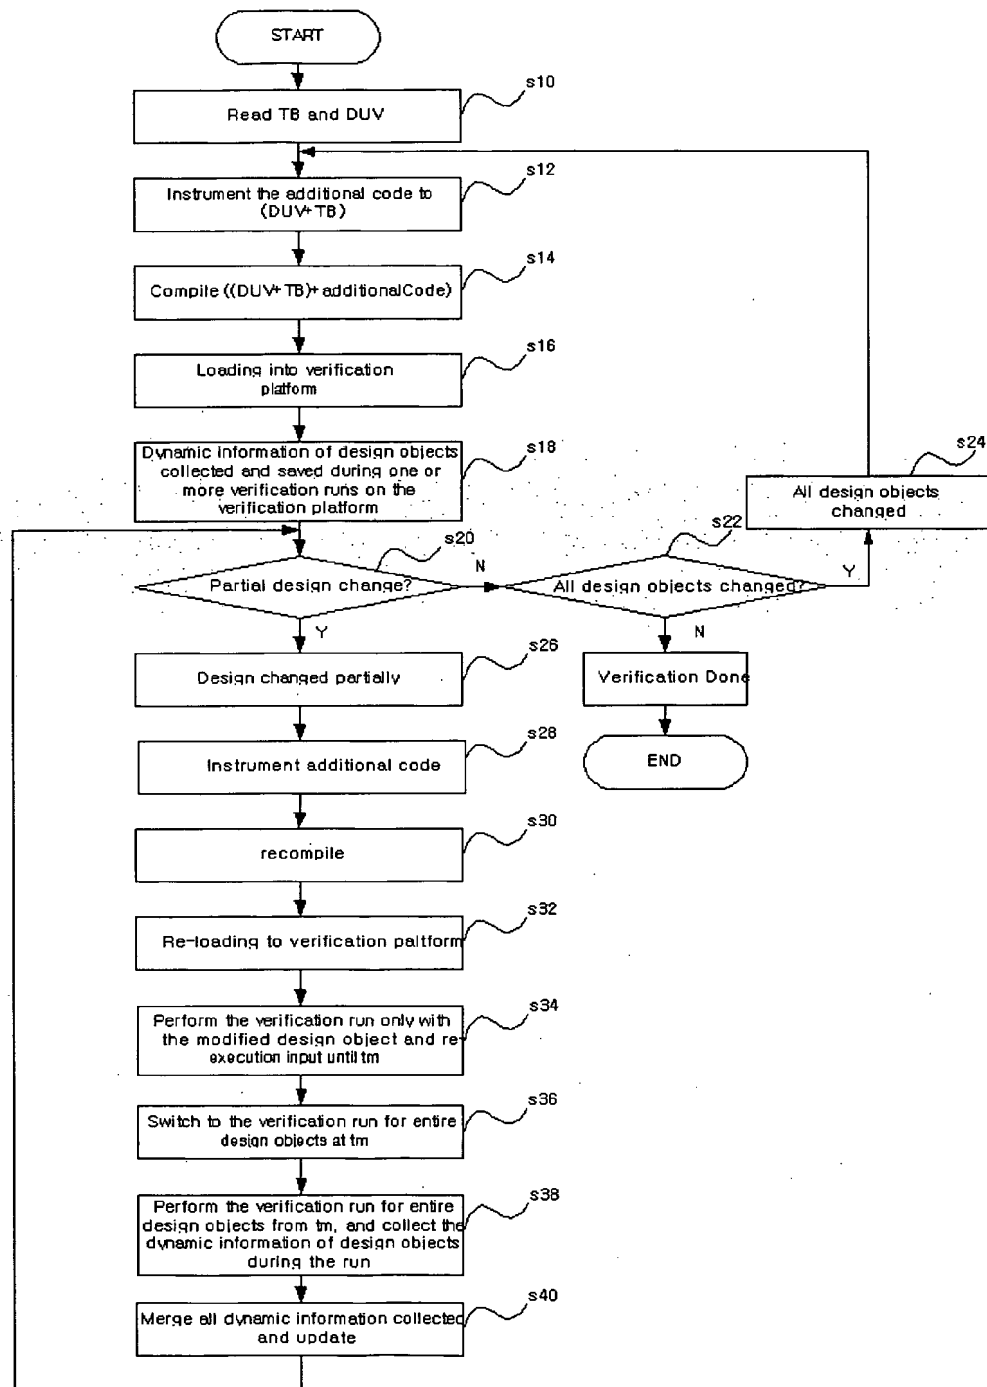 START
s10
Read TB and DUV
s12
Instrument the additional code to
(DUV+TB)
s14
Compile ((DUV+TB)+additionalCode)
s16
Loading into verification
platform
s18
Dynamic information of design objects
collected and saved during one or
more verification runs on the
verification platform
s24
All design objects
changed
s20
Partial design change?
N
s22
All design objects changed?
Y
Y
N
s26
Design changed partially
Verification Done
s28
Instrument additional code
END
s30
recompile
s32
Re-loading to verification paltform
s34
Perform the verification run only with
the modified design object and re-
execution input until tm
s36
Switch to the verification run for entire
design objects at tm
s38
Perform the verification run for entire
design objects from tm, and collect the
dynamic information of design objects
during the run
s40
Merge all dynamic information collected
and update